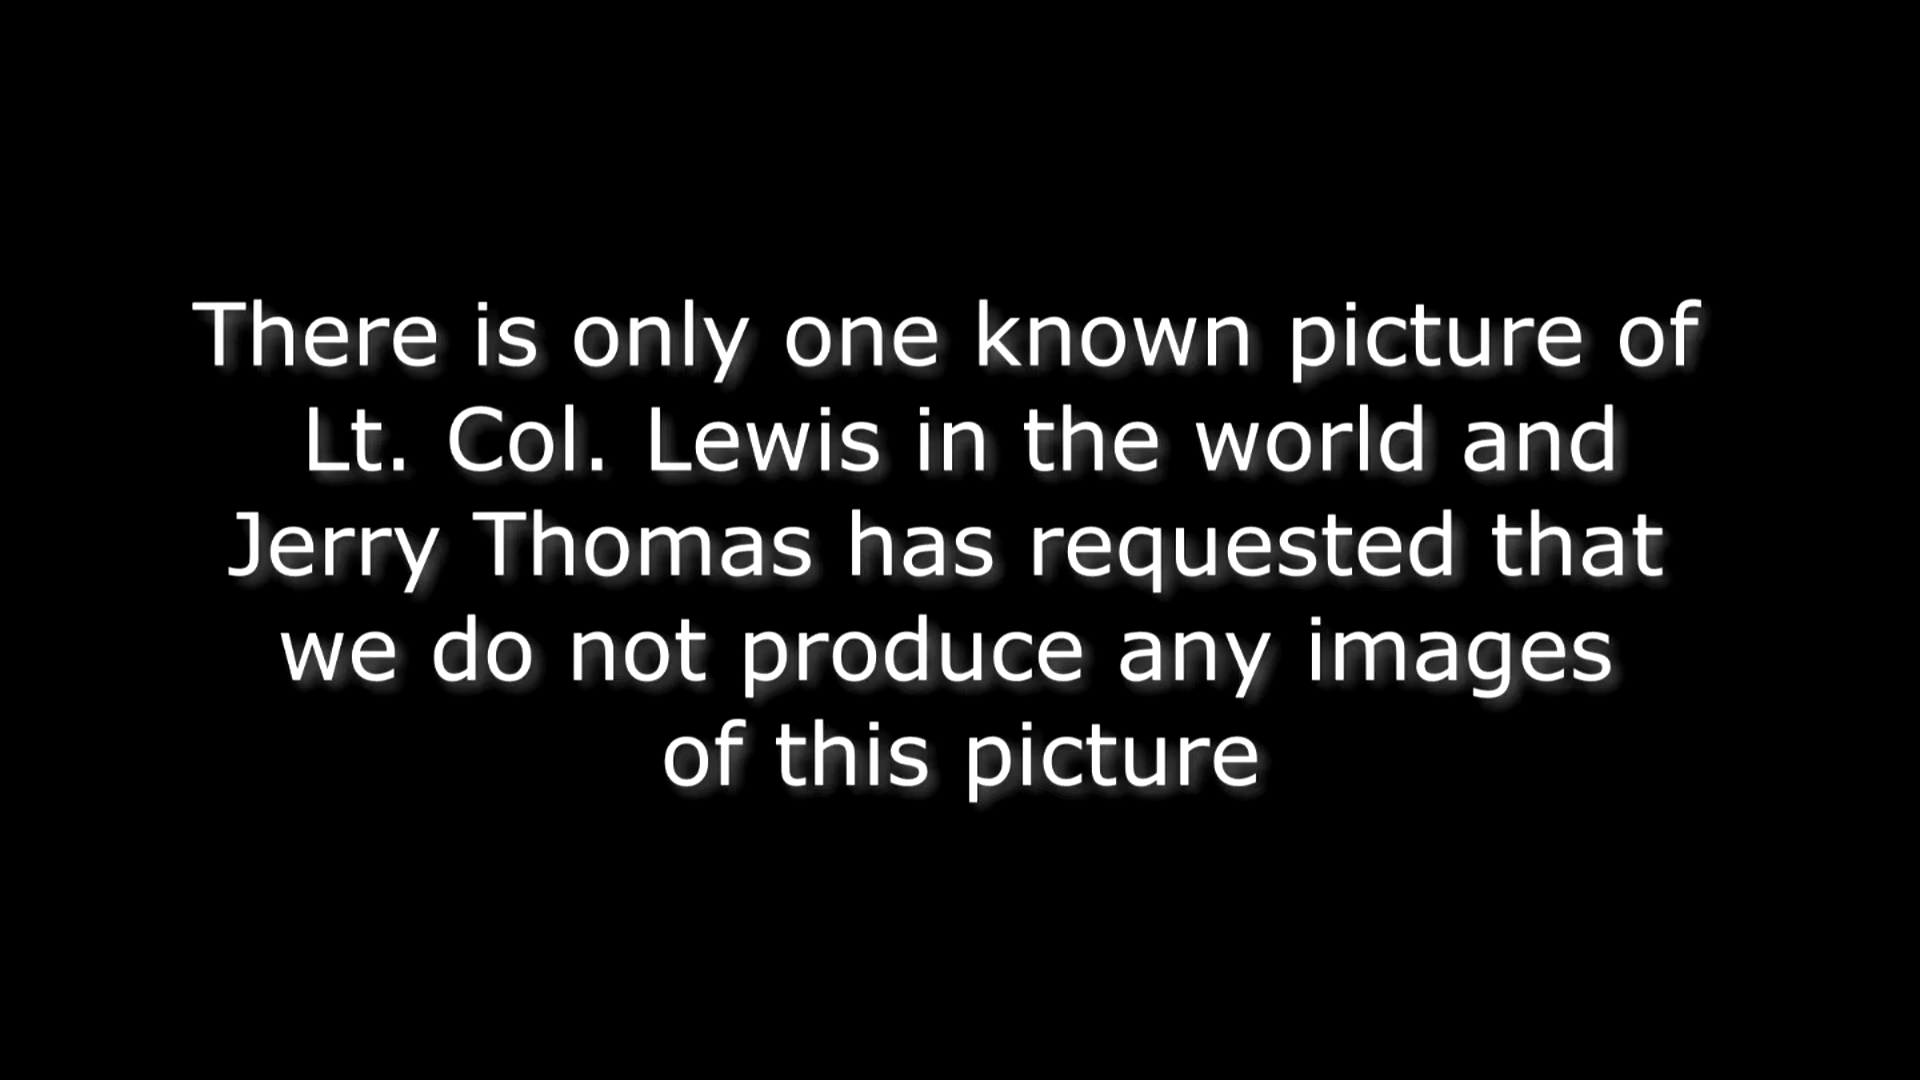 There is only one known picture of
Lt. Col. Lewis in the world and
Jerry Thomas has requested that
we do not produce any images
of this picture